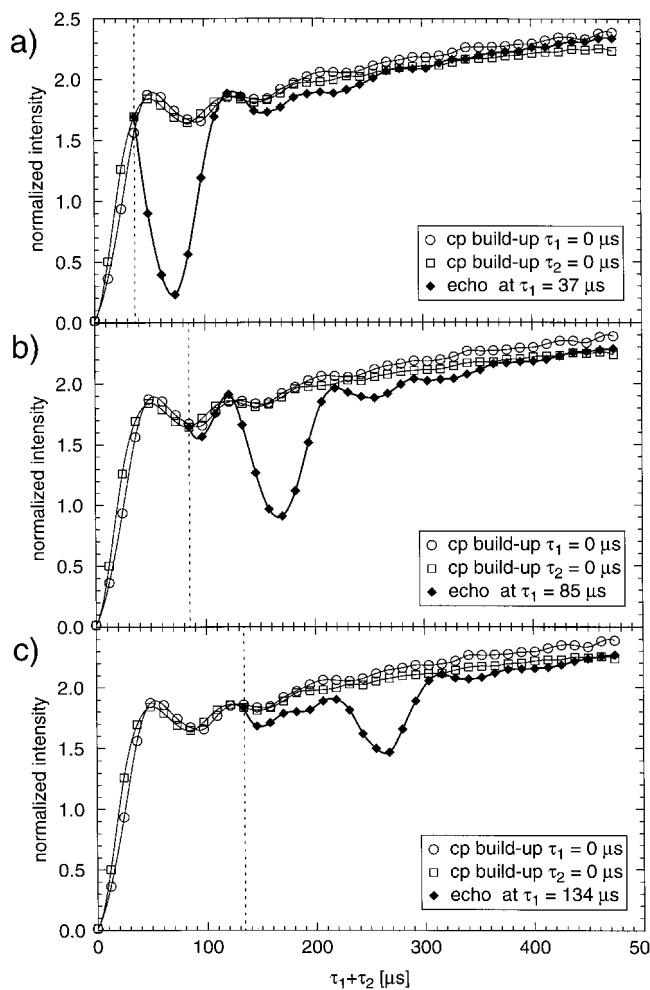 a)
2.5
2.0
1.5
1.0
0.5
0.0
normalized intensity
cp build-up τ₁ = 0 μs
cp build-up τ₂ = 0 μs
echo at τ₁ = 37 μs
b)
2.0
1.5
1.0
0.5
0.0
normalized intensity
cp build-up τ₁ = 0 μs
cp build-up τ₂ = 0 μs
echo at τ₁ = 85 μs
c)
2.0
1.5
1.0
0.5
0.0
normalized intensity
cp build-up τ₁ = 0 μs
cp build-up τ₂ = 0 μs
echo at τ₁ = 134 μs
0 100 200 300 400 50
τ₁+τ₂ [μs]